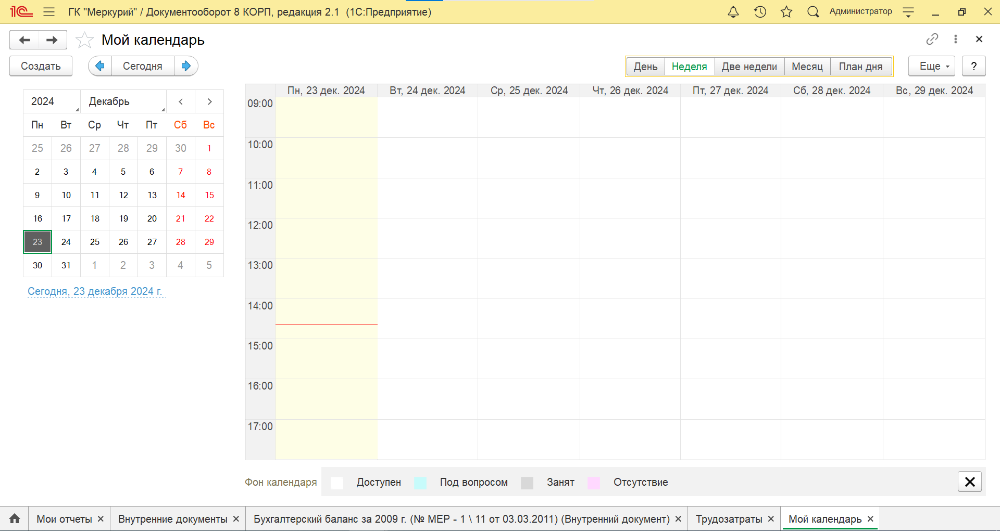 1С ГК "Меркурий" / Документооборот 8 КОРП, редакция 2.1 (1С:Предприятие) Администратор
Мой календарь
Создать Сегодня День Неделя Две недели Месяц План дня Еще ?
2024 Декабрь
Пн Вт Ср Чт Пт Сб Вс
25 26 27 28 29 30 1
2 3 4 5 6 7 8
9 10 11 12 13 14 15
16 17 18 19 20 21 22
23 24 25 26 27 28 29
30 31 1 2 3 4 5
Сегодня, 23 декабря 2024 г.
Пн, 23 дек. 2024 Вт, 24 дек. 2024 Ср, 25 дек. 2024 Чт, 26 дек. 2024 Пт, 27 дек. 2024 Сб, 28 дек. 2024 Вс, 29 дек. 2024
09:00
10:00
11:00
12:00
13:00
14:00
15:00
16:00
17:00
Фон календаря Доступен Под вопросом Занят Отсутствие
Мои отчеты Внутренние документы Бухгалтерский баланс за 2009 г. (№ МЕР - 1 \ 11 от 03.03.2011) (Внутренний документ) Трудозатраты Мой календарь